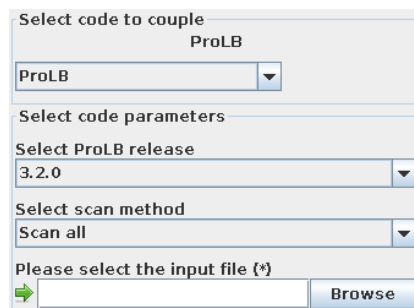 Select code to couple
ProLB
ProLB
Select code parameters
Select ProLB release
3.2.0
Select scan method
Scan all
Please select the input file (*)
Browse